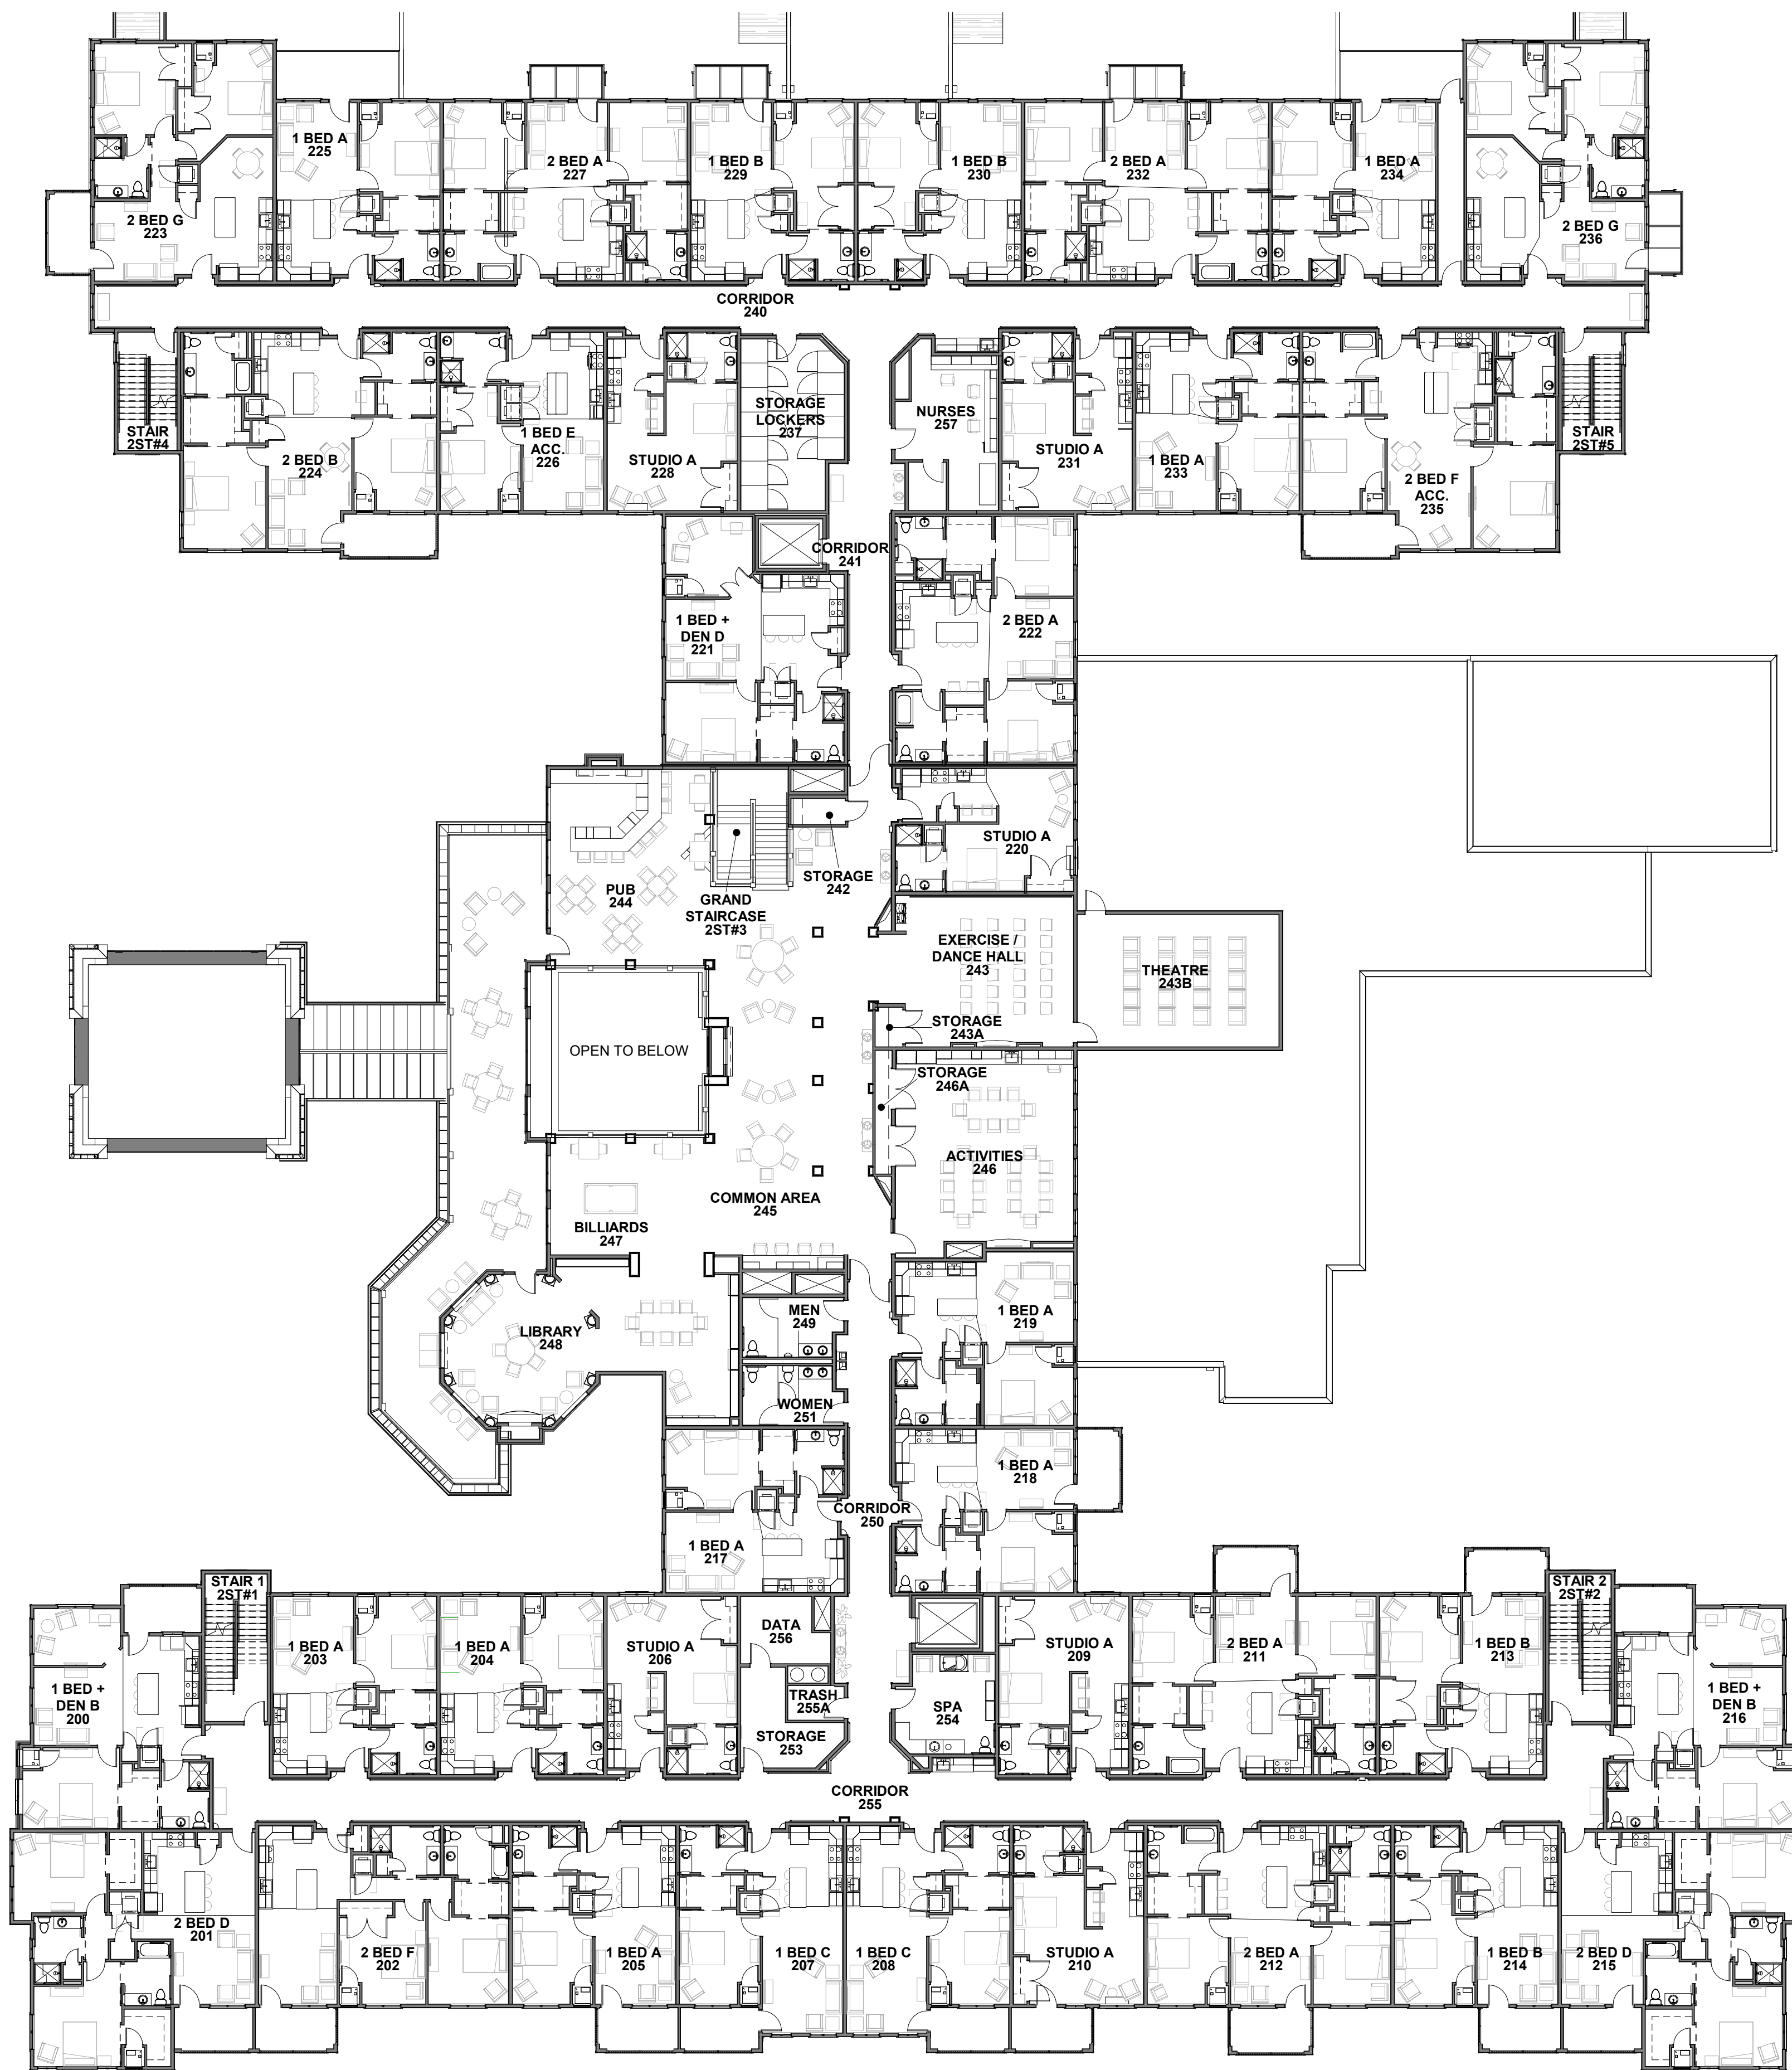 1 BED A
225
2 BED A
227
1 BED B
229
1 BED B
230
2 BED A
232
1 BED A
234
2 BED G
223
2 BED G
236
CORRIDOR
240
STAIR
2ST#4
2 BED B
224
1 BED E
ACC.
226
STUDIO A
228
STORAGE
LOCKERS
237
NURSES
257
STUDIO A
231
1 BED A
233
2 BED F
ACC.
235
STAIR
2ST#5
CORRIDOR
241
1 BED +
DEN D
221
2 BED A
222
STUDIO A
220
STORAGE
242
PUB
244
GRAND
STAIRCASE
2ST#3
EXERCISE /
DANCE HALL
243
THEATRE
243B
STORAGE
243A
OPEN TO BELOW
STORAGE
246A
ACTIVITIES
246
COMMON AREA
245
BILLIARDS
247
MEN
249
1 BED A
219
LIBRARY
248
WOMEN
251
1 BED A
218
CORRIDOR
250
1 BED A
217
STAIR 1
2ST#1
STAIR 2
2ST#2
1 BED A
203
1 BED A
204
STUDIO A
206
DATA
256
STUDIO A
209
2 BED A
211
1 BED B
213
1 BED +
DEN B
200
TRASH
255A
SPA
254
1 BED +
DEN B
216
STORAGE
253
CORRIDOR
255
2 BED D
201
2 BED F
202
1 BED A
205
1 BED C
207
1 BED C
208
STUDIO A
210
2 BED A
212
1 BED B
214
2 BED D
215